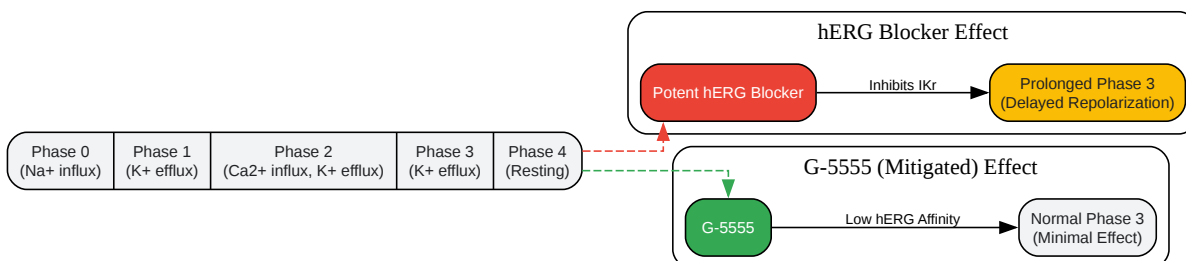 hERG Blocker Effect
Potent hERG Blocker
Inhibits IKr
Prolonged Phase 3
(Delayed Repolarization)
Phase 0
(Na+ influx)
Phase 1
(K+ efflux)
Phase 2
(Ca2+ influx, K+ efflux)
Phase 3
(K+ efflux)
Phase 4
(Resting)
G-5555 (Mitigated) Effect
G-5555
Low hERG Affinity
Normal Phase 3
(Minimal Effect)